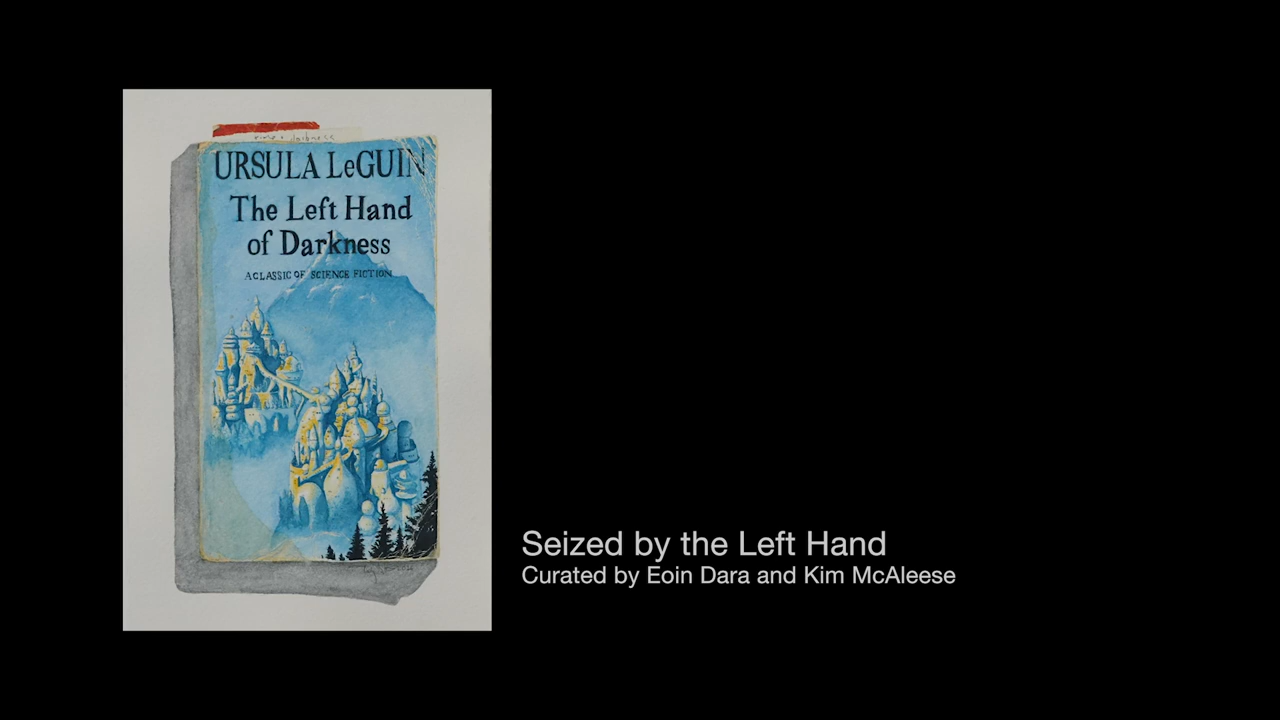 URSULA LeGUIN
The Left Hand
of Darkness
A CLASSIC OF SCIENCE FICTION
Seized by the Left Hand
Curated by Eoin Dara and Kim McAleese